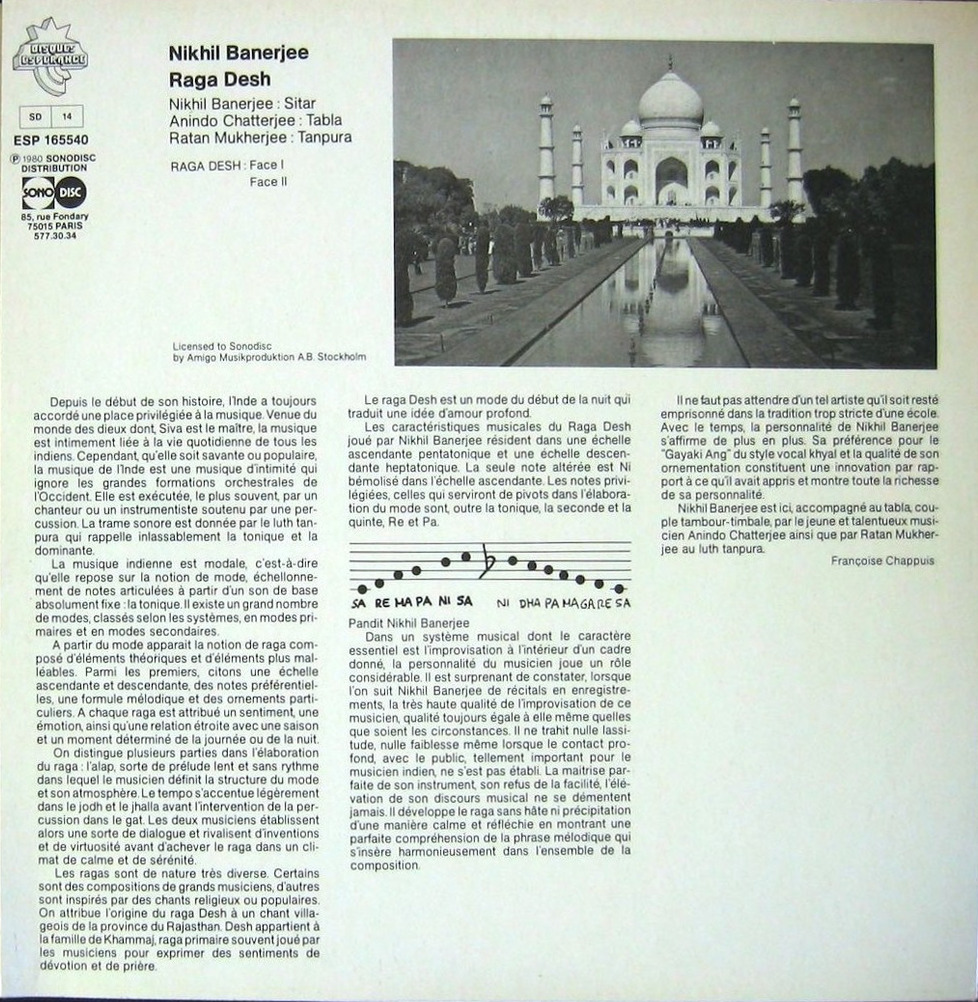 DISQUES
ESPERANCE
SD 14
ESP 165540
Ⓟ 1980 SONODISC
DISTRIBUTION
SONO DISC
85, rue Fondary
75015 PARIS
577.30.34
Nikhil Banerjee
Raga Desh
Nikhil Banerjee : Sitar
Anindo Chatterjee : Tabla
Ratan Mukherjee : Tanpura
RAGA DESH : Face I
Face II
Licensed to Sonodisc
by Amigo Musikproduktion A.B. Stockholm
Depuis le début de son histoire, l'Inde a toujours
accordé une place privilégiée à la musique. Venue du
monde des dieux dont, Siva est le maître, la musique
est intimement liée à la vie quotidienne de tous les
indiens. Cependant, qu'elle soit savante ou populaire,
la musique de l'Inde est une musique d'intimité qui
ignore les grandes formations orchestrales de
l'Occident. Elle est exécutée, le plus souvent, par un
chanteur ou un instrumentiste soutenu par une per-
cussion. La trame sonore est donnée par le luth tan-
pura qui rappelle inlassablement la tonique et la
dominante.
La musique indienne est modale, c'est-à-dire
qu'elle repose sur la notion de mode, échellonne-
ment de notes articulées à partir d'un son de base
absolument fixe : la tonique. Il existe un grand nombre
de modes, classés selon les systèmes, en modes pri-
maires et en modes secondaires.
A partir du mode apparait la notion de raga com-
posé d'éléments théoriques et d'éléments plus mal-
léables. Parmi les premiers, citons une échelle
ascendante et descendante, des notes préférentiel-
les, une formule mélodique et des ornements parti-
culiers. A chaque raga est attribué un sentiment, une
émotion, ainsi qu'une relation étroite avec une saison
et un moment déterminé de la journée ou de la nuit.
On distingue plusieurs parties dans l'élaboration
du raga : l'alap, sorte de prélude lent et sans rythme
dans lequel le musicien définit la structure du mode
et son atmosphère. Le tempo s'accentue légèrement
dans le jodh et le jhalla avant l'intervention de la per-
cussion dans le gat. Les deux musiciens établissent
alors une sorte de dialogue et rivalisent d'inventions
et de virtuosité avant d'achever le raga dans un cli-
mat de calme et de sérénité.
Les ragas sont de nature très diverse. Certains
sont des compositions de grands musiciens, d'autres
sont inspirés par des chants religieux ou populaires.
On attribue l'origine du raga Desh à un chant villa-
geois de la province du Rajasthan. Desh appartient à
la famille de Khammaj, raga primaire souvent joué par
les musiciens pour exprimer des sentiments de
dévotion et de prière.
Le raga Desh est un mode du début de la nuit qui
traduit une idée d'amour profond.
Les caractéristiques musicales du Raga Desh
joué par Nikhil Banerjee résident dans une échelle
ascendante pentatonique et une échelle descen-
dante heptatonique. La seule note altérée est Ni
bémolisé dans l'échelle ascendante. Les notes privi-
légiées, celles qui serviront de pivots dans l'élabora-
tion du mode sont, outre la tonique, la seconde et la
quinte, Re et Pa.
SA RE MA PA NI SA NI DHA PA MA GA RE SA
Pandit Nikhil Banerjee
Dans un système musical dont le caractère
essentiel est l'improvisation à l'intérieur d'un cadre
donné, la personnalité du musicien joue un rôle
considérable. Il est surprenant de constater, lorsque
l'on suit Nikhil Banerjee de récitals en enregistre-
ments, la très haute qualité de l'improvisation de ce
musicien, qualité toujours égale à elle même quelles
que soient les circonstances. Il ne trahit nulle lassi-
tude, nulle faiblesse même lorsque le contact pro-
fond, avec le public, tellement important pour le
musicien indien, ne s'est pas établi. La maitrise par-
faite de son instrument, son refus de la facilité, l'élé-
vation de son discours musical ne se démentent
jamais. Il développe le raga sans hâte ni précipitation
d'une manière calme et réfléchie en montrant une
parfaite compréhension de la phrase mélodique qui
s'insère harmonieusement dans l'ensemble de la
composition.
Il ne faut pas attendre d'un tel artiste qu'il soit resté
emprisonné dans la tradition trop stricte d'une école.
Avec le temps, la personnalité de Nikhil Banerjee
s'affirme de plus en plus. Sa préférence pour le
"Gayaki Ang" du style vocal khyal et la qualité de son
ornementation constituent une innovation par rap-
port à ce qu'il avait appris et montre toute la richesse
de sa personnalité.
Nikhil Banerjee est ici, accompagné au tabla, cou-
ple tambour-timbale, par le jeune et talentueux musi-
cien Anindo Chatterjee ainsi que par Ratan Mukher-
jee au luth tanpura.
Françoise Chappuis